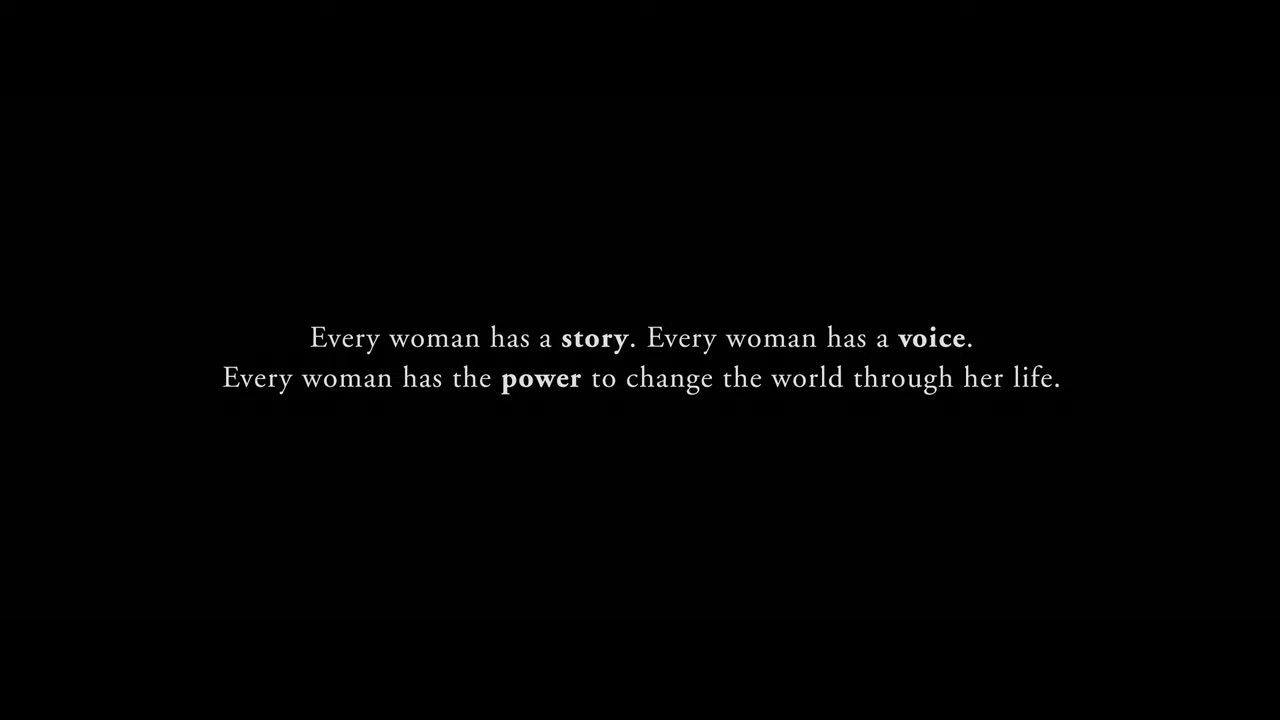 Every woman has a story. Every woman has a voice.
Every woman has the power to change the world through her life.